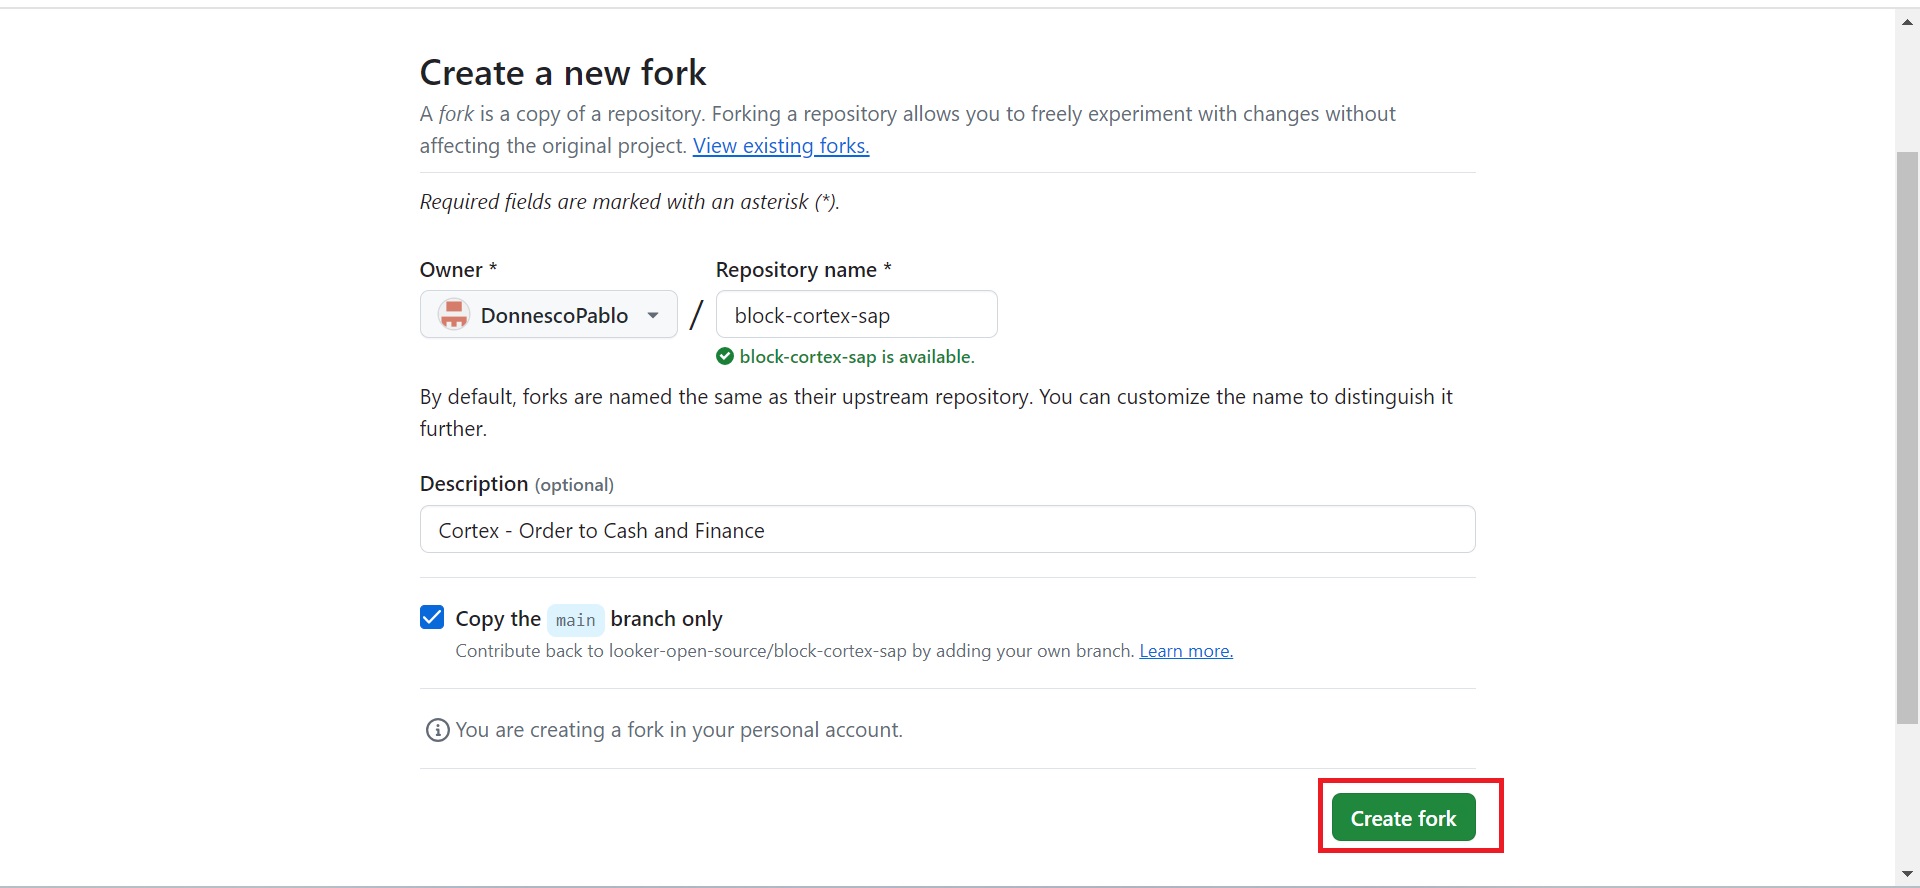 Create a new fork
A fork is a copy of a repository. Forking a repository allows you to freely experiment with changes without
affecting the original project. View existing forks.
Required fields are marked with an asterisk (*).
Owner *
Repository name *
DonnescoPablo
/
block-cortex-sap
block-cortex-sap is available.
By default, forks are named the same as their upstream repository. You can customize the name to distinguish it
further.
Description (optional)
Cortex - Order to Cash and Finance
Copy the main branch only
Contribute back to looker-open-source/block-cortex-sap by adding your own branch. Learn more.
You are creating a fork in your personal account.
Create fork